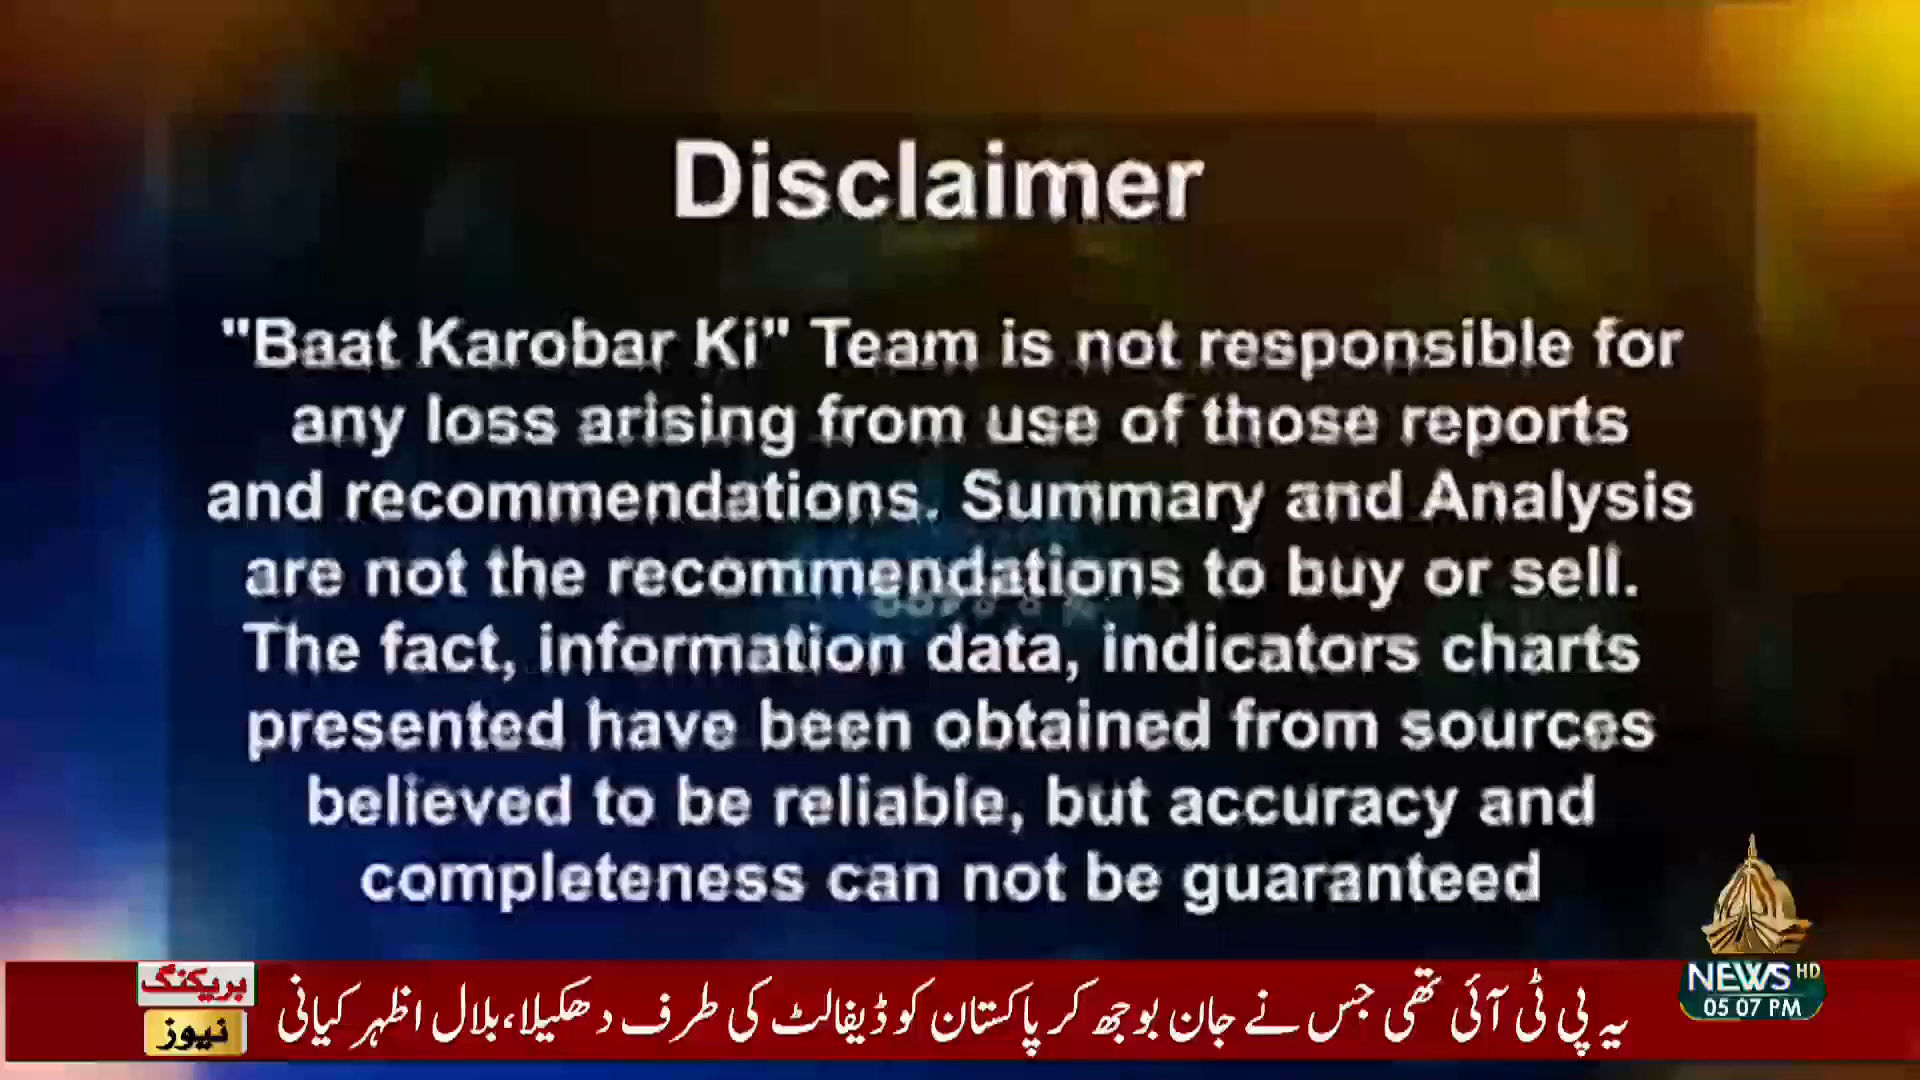 Disclaimer
"Baat Karobar Ki" Team is not responsible for
any loss arising from use of those reports
and recommendations. Summary and Analysis
are not the recommendations to buy or sell.
The fact, information data, indicators charts
presented have been obtained from sources
believed to be reliable, but accuracy and
completeness can not be guaranteed
NEWS HD
05 07 PM
بریکنگ
نیوز
یہ پی ٹی آئی تھی جس نے جان بوجھ کر پاکستان کو ڈیفالٹ کی طرف دھکیلا، بلال اظہر کیانی